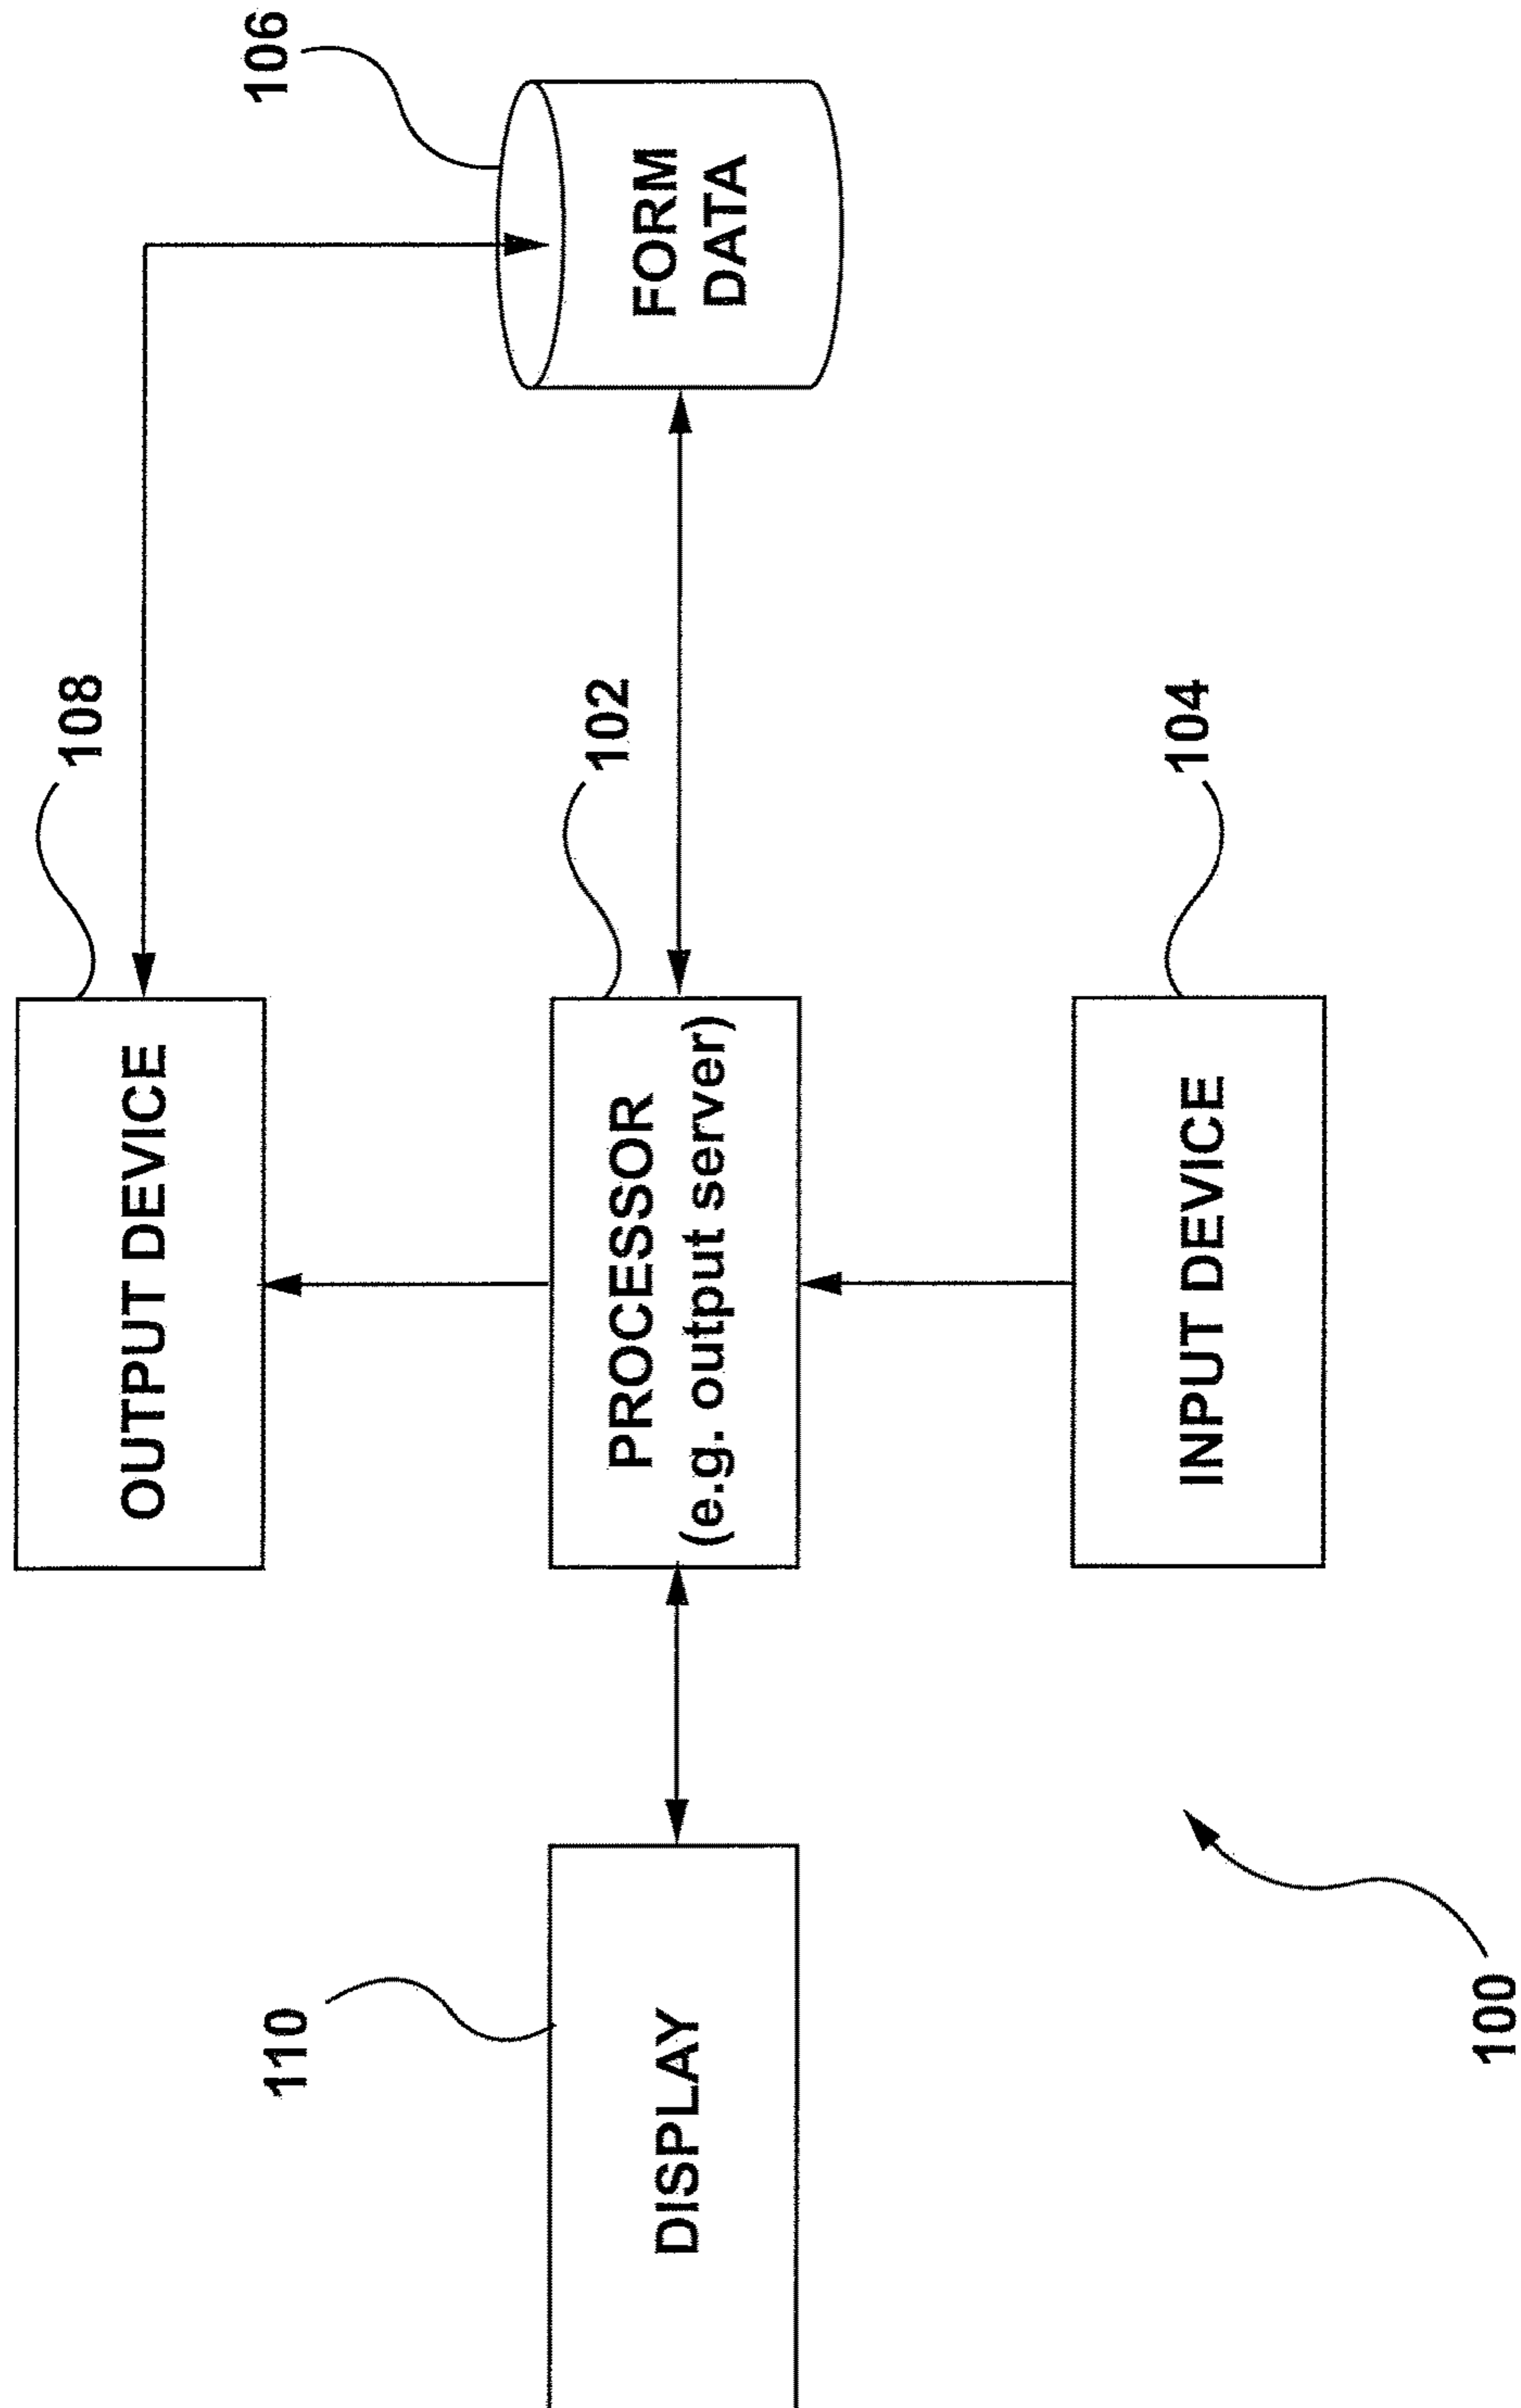 108
OUTPUT DEVICE
110
106
DISPLAY
102
PROCESSOR
(e.g. output server)
FORM
DATA
104
INPUT DEVICE
100